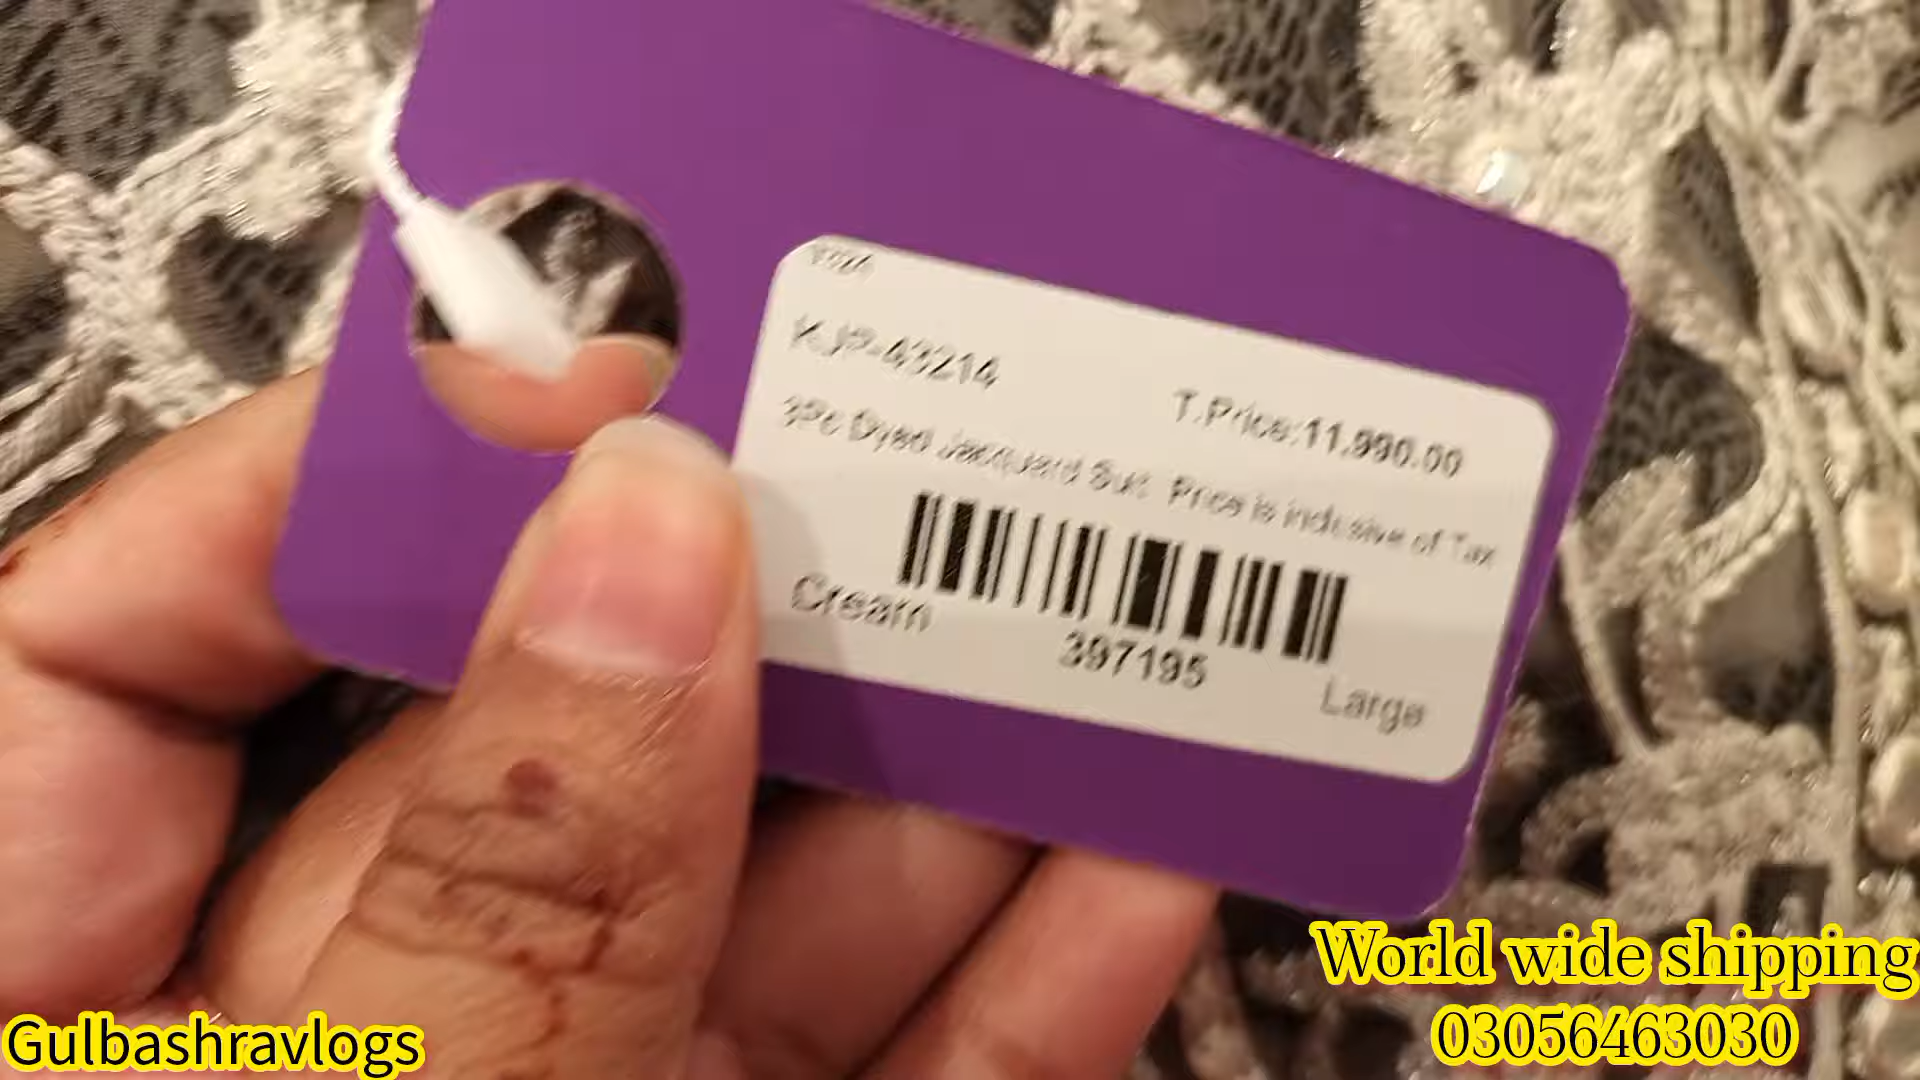 KJP-43214
T.Price:11,990.00
3Pc Dyed Jacquard Suit Price is inclusive of Tax
Cream
397195
Large
World wide shipping
03056463030
Gulbashravlogs